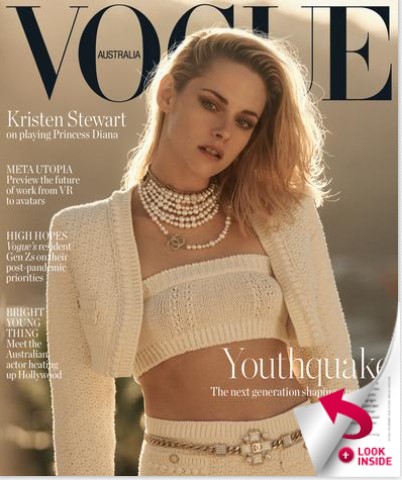 VOGUE
AUSTRALIA
Kristen Stewart
on playing Princess Diana
META UTOPIA
Preview the future
of work from VR
to avatars
HIGH HOPES
Vogue's resident
Gen Zs on their
post-pandemic
priorities
BRIGHT
YOUNG
THING
Meet the
Australian
actor heating
up Hollywood
Youthquake
The next generation
LOOK
INSIDE